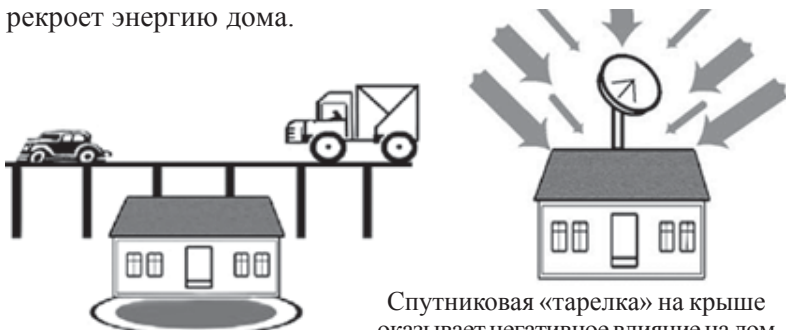 рекроет энергию дома.
Спутниковая «тарелка» на крыше
оказывает негативное влияние на дом